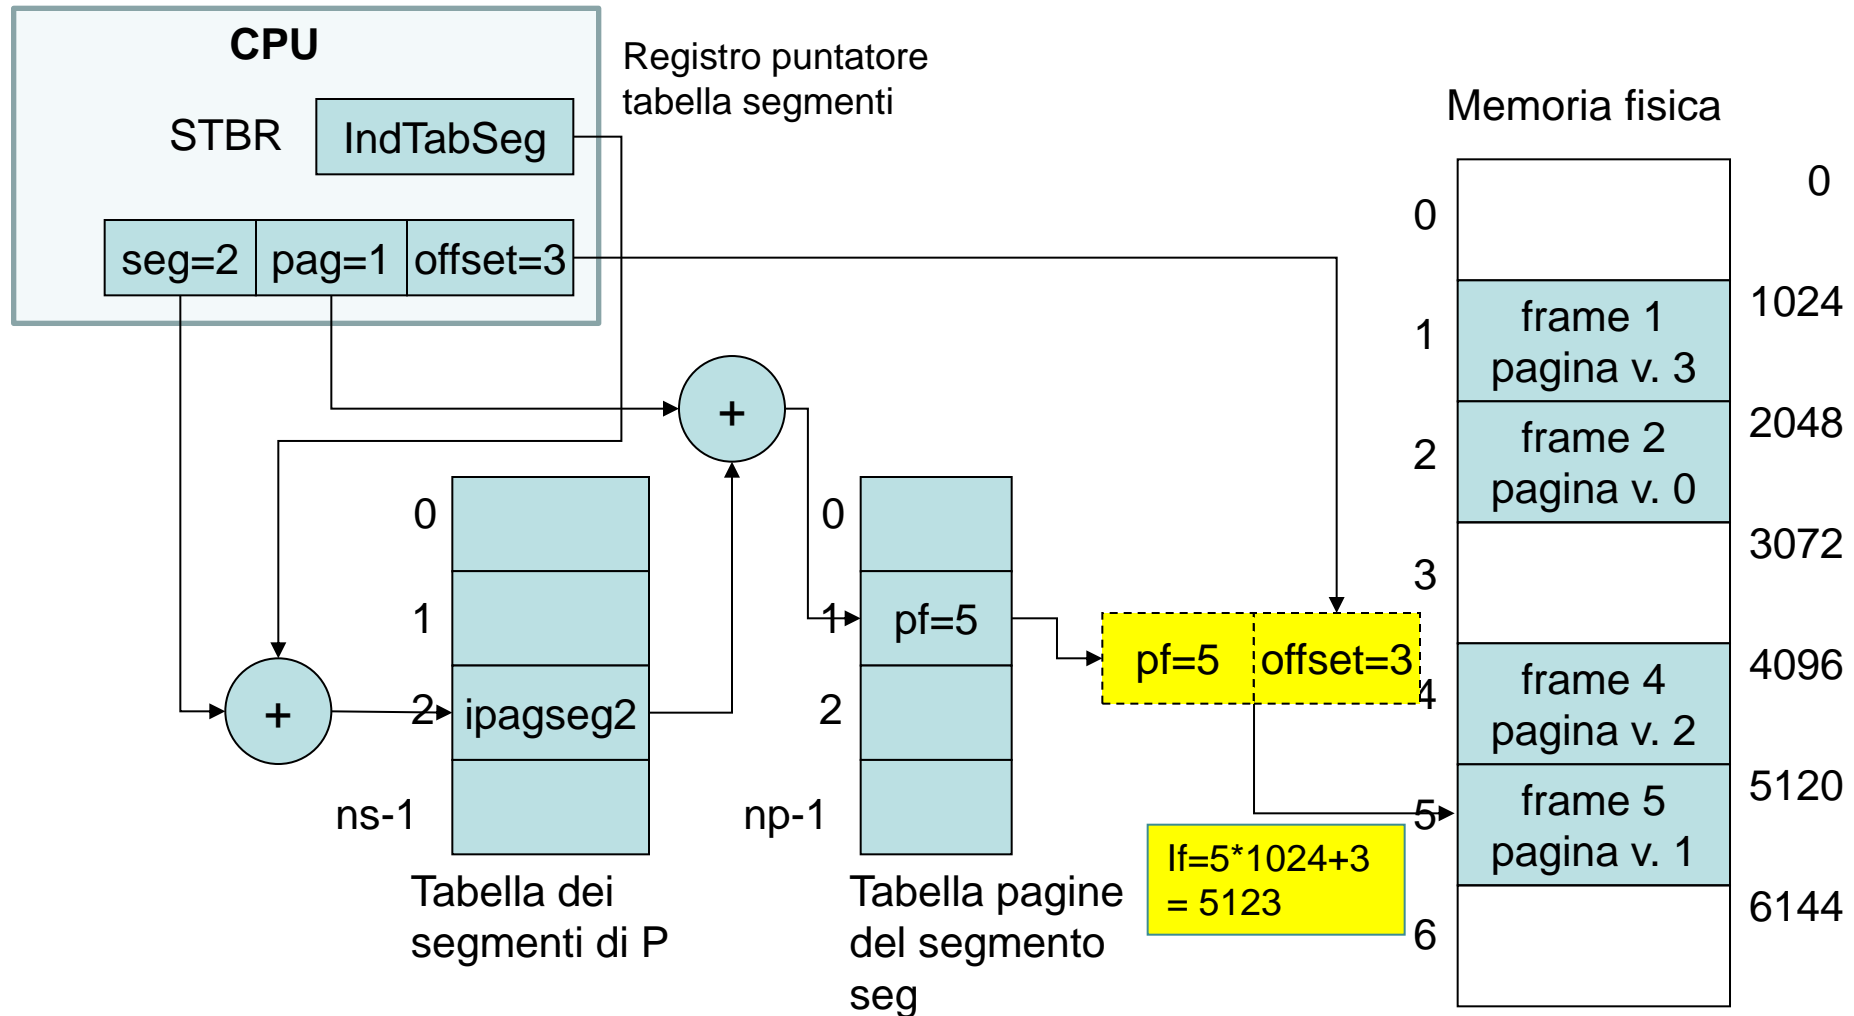 CPU
Registro puntatore
tabella segmenti
STBR
IndTabSeg
seg=2
pag=1
offset=3
+
+
0
1
2
ns-1
ipagseg2
Tabella dei
segmenti di P
0
1
2
np-1
pf=5
Tabella pagine
del segmento
seg
pf=5
offset=3
If=5*1024+3
= 5123
Memoria fisica
0
0
1
frame 1
pagina v. 3
1024
2
frame 2
pagina v. 0
2048
3
3072
4
frame 4
pagina v. 2
4096
5
frame 5
pagina v. 1
5120
6
6144